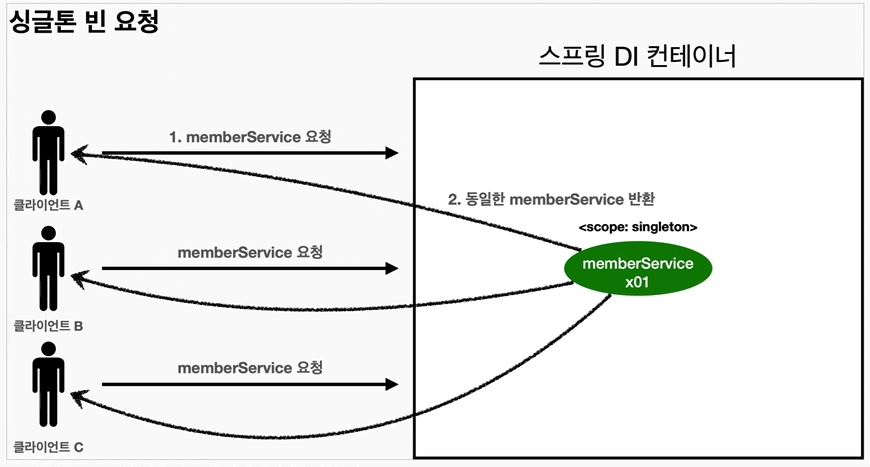 싱글톤 빈 요청
스프링 DI 컨테이너
1. memberService 요청
클라이언트 A
2. 동일한 memberService 반환
<scope: singleton>
memberService
x01
memberService 요청
클라이언트 B
memberService 요청
클라이언트 C